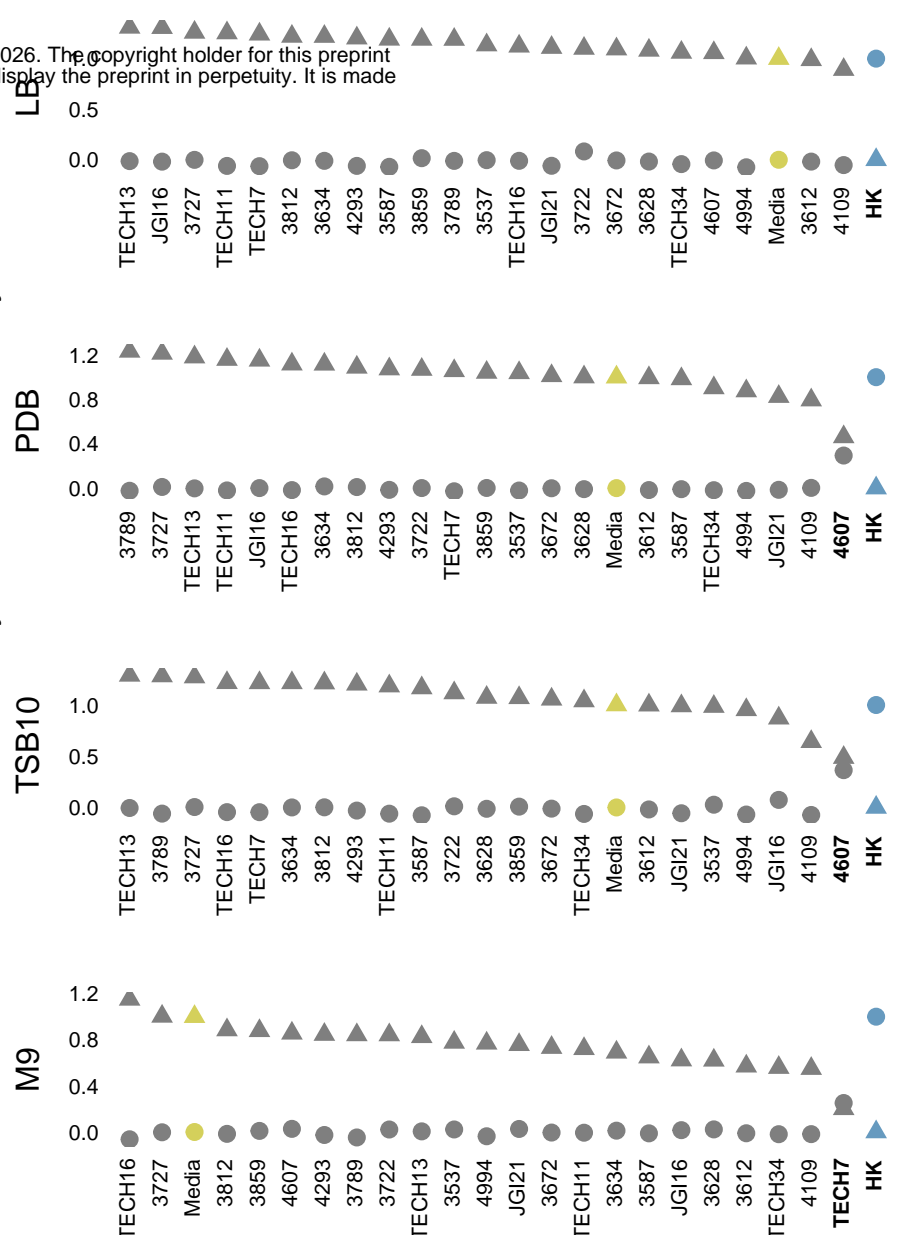 026. The copyright holder for this preprint
isplay the preprint in perpetuity. It is made
LB
1.0
0.5
0.0
TECH13 JGI16 3727 TECH11 TECH7 3812 3634 4293 3587 3859 3789 3537 TECH16 JGI21 3722 3672 3628 TECH34 4607 4994 Media 3612 4109 HK
PDB
1.2
0.8
0.4
0.0
3789 3727 TECH13 TECH11 JGI16 TECH16 3634 3812 4293 3722 TECH7 3859 3537 3672 3628 Media 3612 3587 TECH34 4994 JGI21 4109 4607 HK
TSB10
1.0
0.5
0.0
TECH13 3789 3727 TECH16 TECH7 3634 3812 4293 TECH11 3587 3722 3628 3859 3672 TECH34 Media 3612 JGI21 3537 4994 JGI16 4109 4607 HK
M9
1.2
0.8
0.4
0.0
TECH16 3727 Media 3812 3859 4607 4293 3789 3722 TECH13 3537 4994 JGI21 3672 TECH11 3634 3587 JGI16 3628 3612 TECH34 4109 TECH7 HK